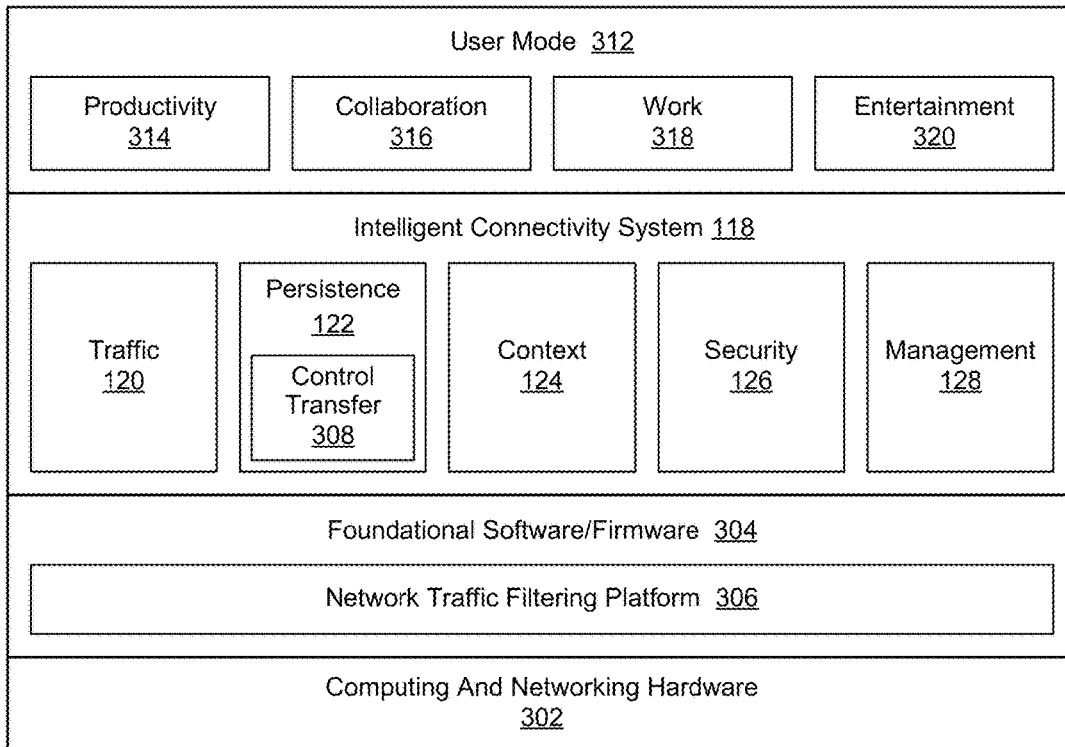 User Mode 312
Productivity
314
Collaboration
316
Work
318
Entertainment
320
Intelligent Connectivity System 118
Traffic
120
Persistence
122
Control
Transfer
308
Context
124
Security
126
Management
128
Foundational Software/Firmware 304
Network Traffic Filtering Platform 306
Computing And Networking Hardware
302